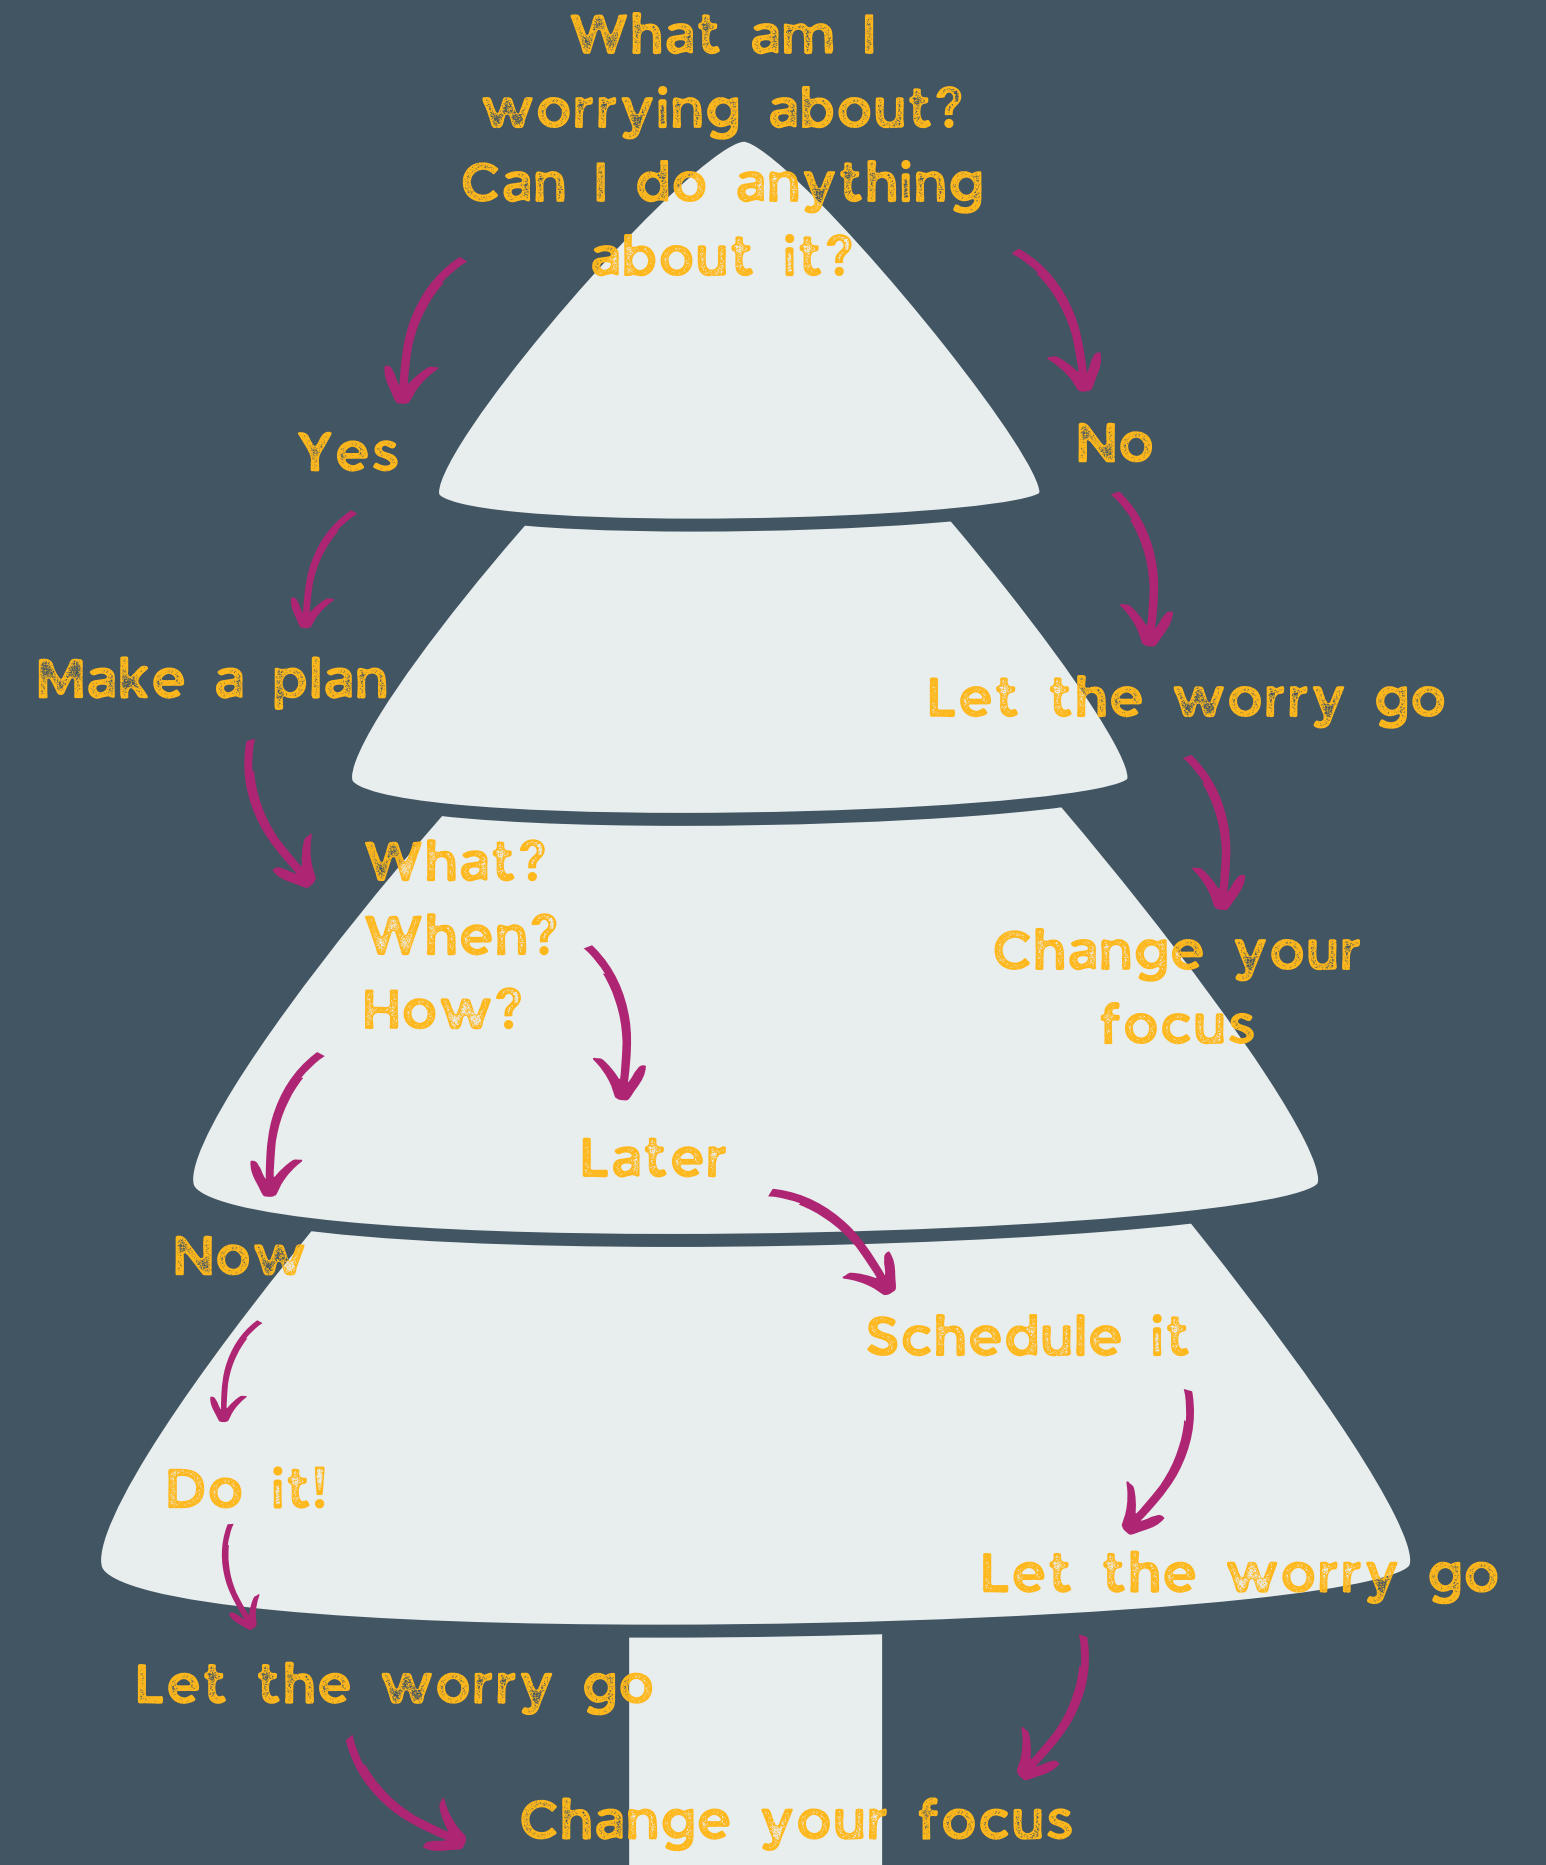 What am I
worrying about?
Can I do anything
about it?
Yes
No
Make a plan
Let the worry go
What?
When?
How?
Change your
focus
Later
Now
Schedule it
Do it!
Let the worry go
Let the worry go
Change your focus